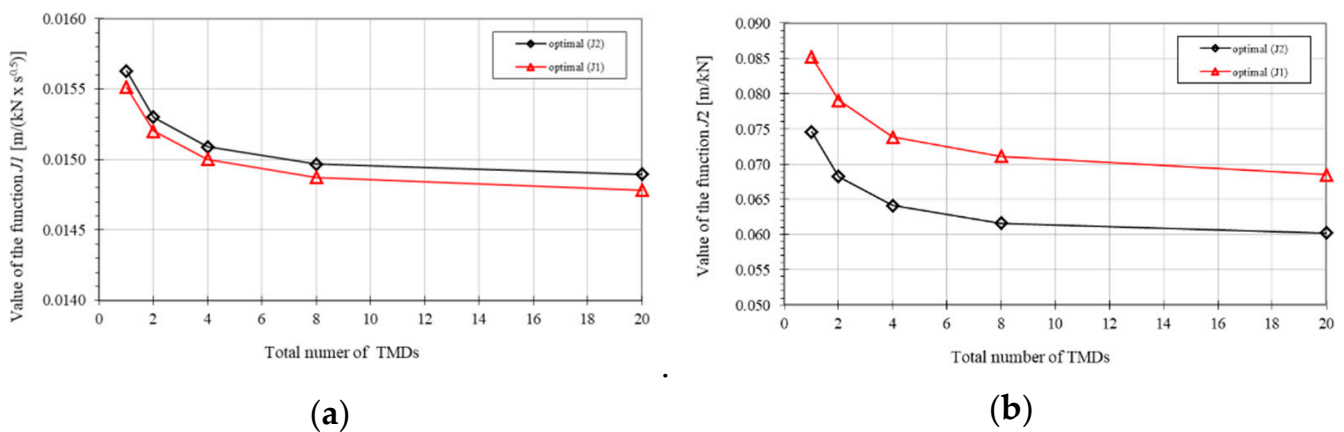 Value of the function J1 [m/(kN x s^0.5)]
0.0160
0.0155
0.0150
0.0145
0.0140
optimal (J2)
optimal (J1)
0 2 4 6 8 10 12 14 16 18 20
Total numer of TMDs
(a)
Value of the function J2 [m/kN]
0.090
0.085
0.080
0.075
0.070
0.065
0.060
0.055
0.050
optimal (J2)
optimal (J1)
0 2 4 6 8 10 12 14 16 18 20
Total number of TMDs
.
(b)